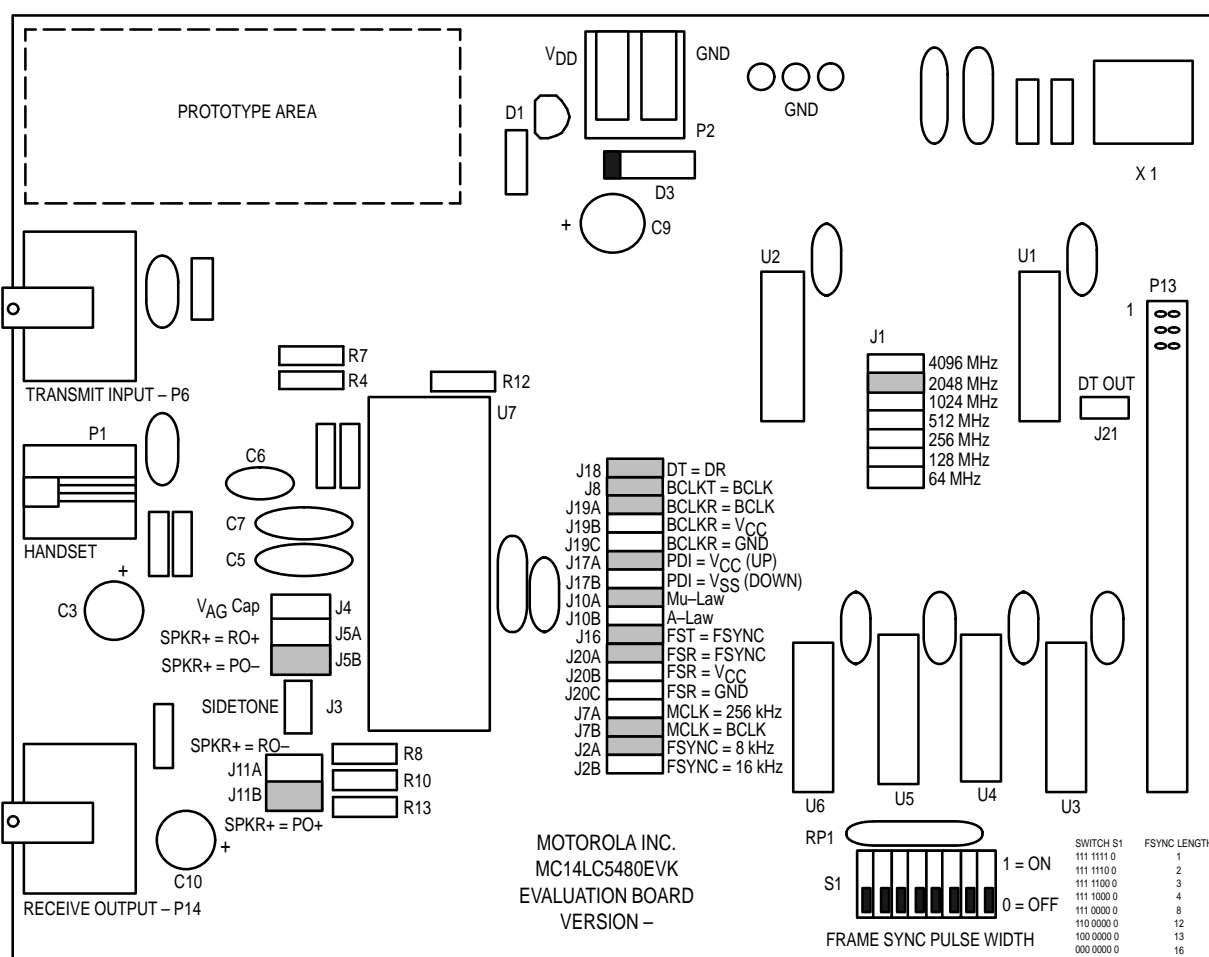 PROTOTYPE AREA
VDD
GND
P2
D1
D3
+
C9
GND
X 1
TRANSMIT INPUT – P6
P1
HANDSET
+
C3
R7
R4
R12
U7
C6
C7
C5
VAG Cap
J4
SPKR+ = RO+
J5A
SPKR+ = PO–
J5B
SIDETONE
J3
SPKR+ = RO–
J11A
J11B
SPKR+ = PO+
R8
R10
R13
+
C10
RECEIVE OUTPUT – P14
J18 DT = DR
J8 BCLKT = BCLK
J19A BCLKR = BCLK
J19B BCLKR = VCC
J19C BCLKR = GND
J17A PDI = VCC (UP)
J17B PDI = VSS (DOWN)
J10A Mu–Law
J10B A–Law
J16 FST = FSYNC
J20A FSR = FSYNC
J20B FSR = VCC
J20C FSR = GND
J7A MCLK = 256 kHz
J7B MCLK = BCLK
J2A FSYNC = 8 kHz
J2B FSYNC = 16 kHz
U2
U1
P13
1
J1
4096 MHz
2048 MHz
1024 MHz
512 MHz
256 MHz
128 MHz
64 MHz
DT OUT
J21
U6
U5
U4
U3
RP1
S1
1 = ON
0 = OFF
FRAME SYNC PULSE WIDTH
MOTOROLA INC.
MC14LC5480EVK
EVALUATION BOARD
VERSION –
SWITCH S1 FSYNC LENGTH
111 1111 0 1
111 1110 0 2
111 1100 0 3
111 1000 0 4
111 0000 0 8
110 0000 0 12
100 0000 0 13
000 0000 0 16